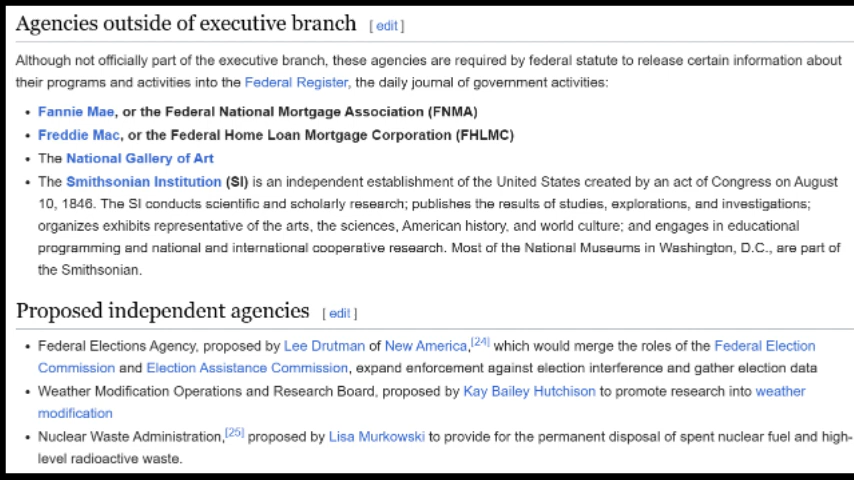 Agencies outside of executive branch [ edit ]
Although not officially part of the executive branch, these agencies are required by federal statute to release certain information about
their programs and activities into the Federal Register, the daily journal of government activities:
• Fannie Mae, or the Federal National Mortgage Association (FNMA)
• Freddie Mac, or the Federal Home Loan Mortgage Corporation (FHLMC)
• The National Gallery of Art
• The Smithsonian Institution (SI) is an independent establishment of the United States created by an act of Congress on August
10, 1846. The SI conducts scientific and scholarly research; publishes the results of studies, explorations, and investigations;
organizes exhibits representative of the arts, the sciences, American history, and world culture; and engages in educational
programming and national and international cooperative research. Most of the National Museums in Washington, D.C., are part of
the Smithsonian.
Proposed independent agencies [ edit ]
• Federal Elections Agency, proposed by Lee Drutman of New America,[24] which would merge the roles of the Federal Election
Commission and Election Assistance Commission, expand enforcement against election interference and gather election data
• Weather Modification Operations and Research Board, proposed by Kay Bailey Hutchison to promote research into weather
modification
• Nuclear Waste Administration,[25] proposed by Lisa Murkowski to provide for the permanent disposal of spent nuclear fuel and high-
level radioactive waste.